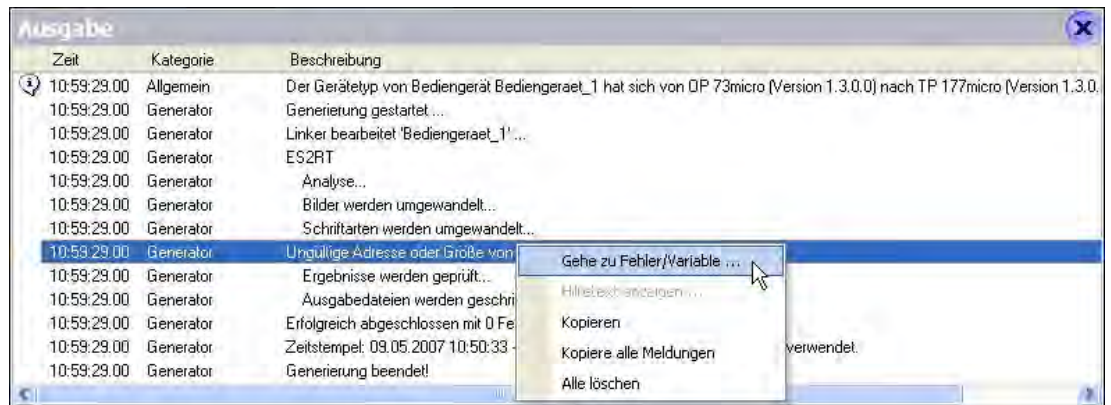 Ausgabe
Zeit Kategorie Beschreibung
10:59:29.00 Allgemein Der Gerätetyp von Bediengerät Bediengeraet_1 hat sich von OP 73micro (Version 1.3.0.0) nach TP 177micro (Version 1.3.0.
10:59:29.00 Generator Generierung gestartet ...
10:59:29.00 Generator Linker bearbeitet 'Bediengeraet_1' ...
10:59:29.00 Generator ES2RT
10:59:29.00 Generator Analyse...
10:59:29.00 Generator Bilder werden umgewandelt...
10:59:29.00 Generator Schriftarten werden umgewandelt...
10:59:29.00 Generator Ungültige Adresse oder Größe von
10:59:29.00 Generator Ergebnisse werden geprüft...
10:59:29.00 Generator Ausgabedateien werden geschri
10:59:29.00 Generator Erfolgreich abgeschlossen mit 0 Fe
10:59:29.00 Generator Zeitstempel: 09.05.2007 10:50:33 - verwendet.
10:59:29.00 Generator Generierung beendet!
Gehe zu Fehler/Variable ...
Hilfetext anzeigen ...
Kopieren
Kopiere alle Meldungen
Alle löschen